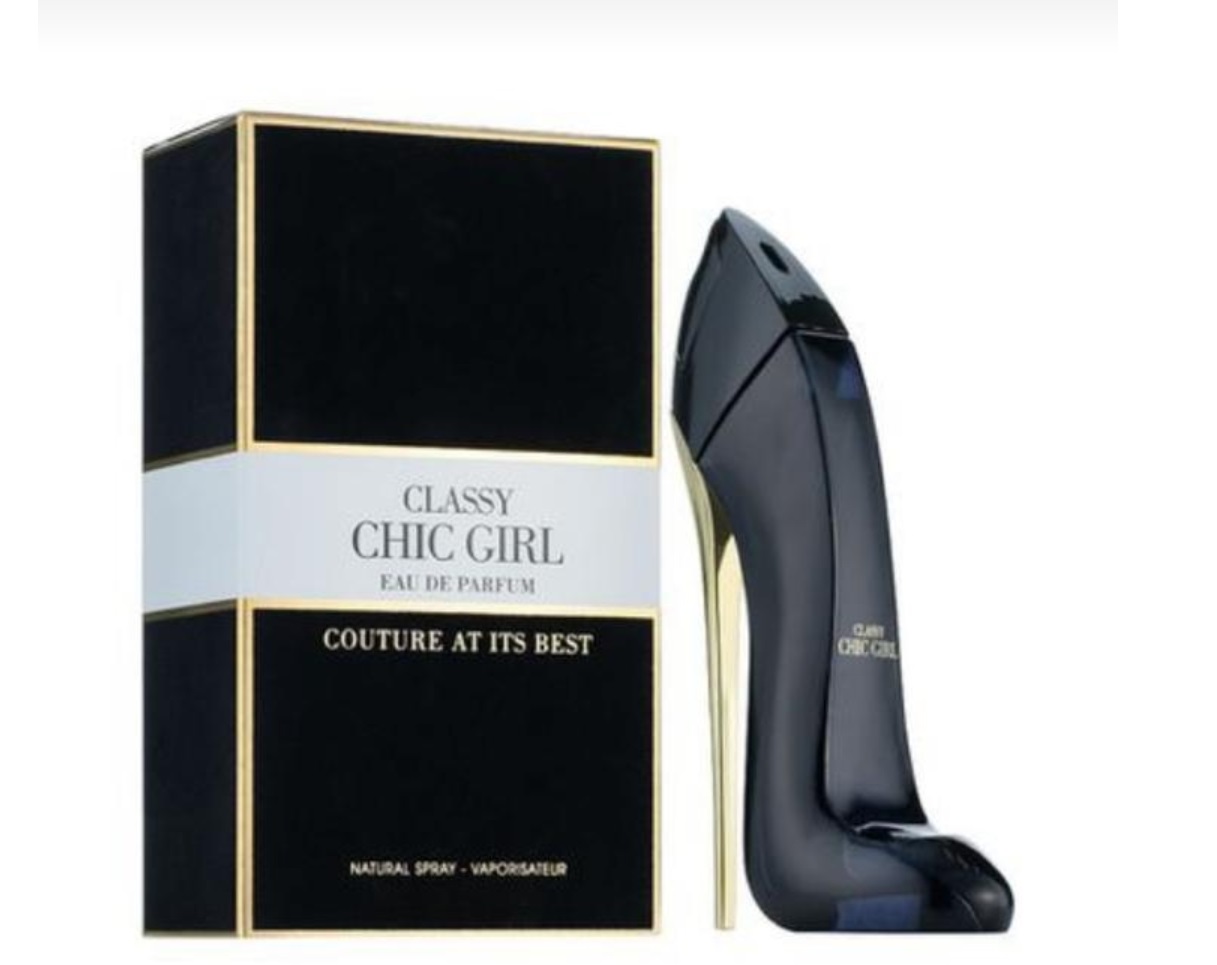 CLASSY
CHIC GIRL
EAU DE PARFUM
COUTURE AT ITS BEST
NATURAL SPRAY - VAPORISATEUR
CLASSY
CHIC GIRL